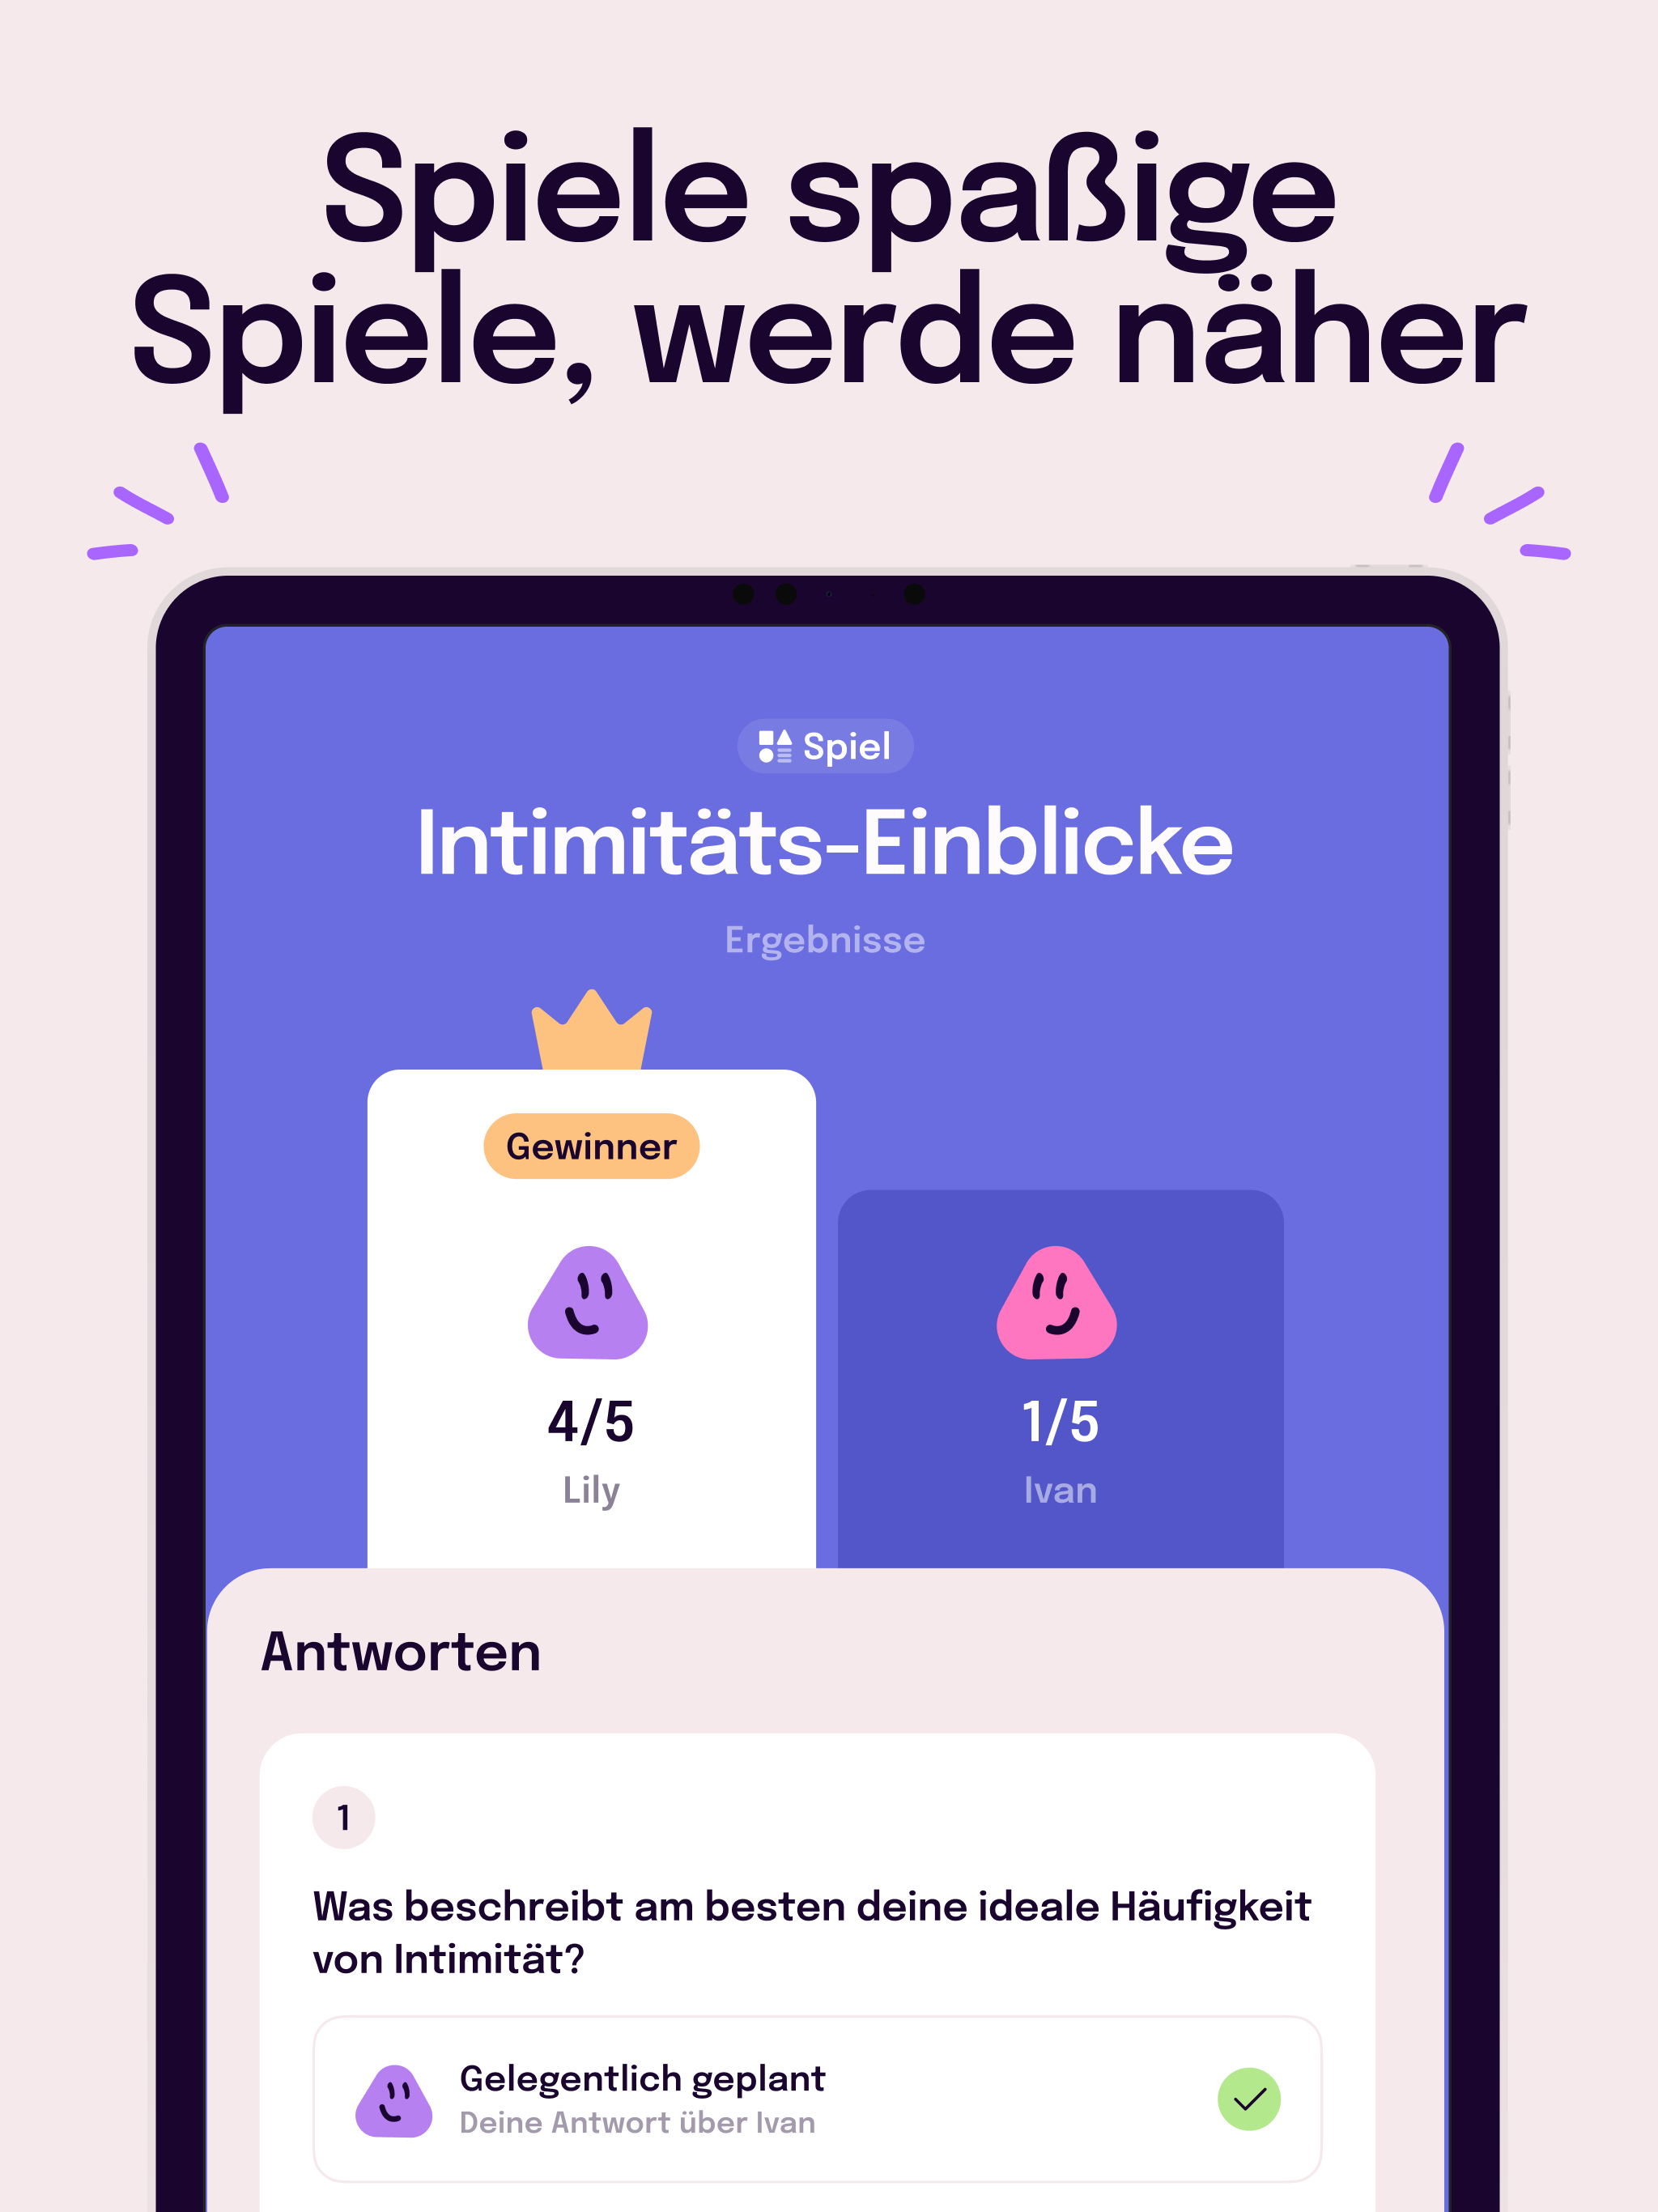 Spiele spaßige
Spiele, werde näher
Spiel
Intimitäts-Einblicke
Ergebnisse
Gewinner
4/5
Lily
1/5
Ivan
Antworten
1
Was beschreibt am besten deine ideale Häufigkeit
von Intimität?
Gelegentlich geplant
Deine Antwort über Ivan